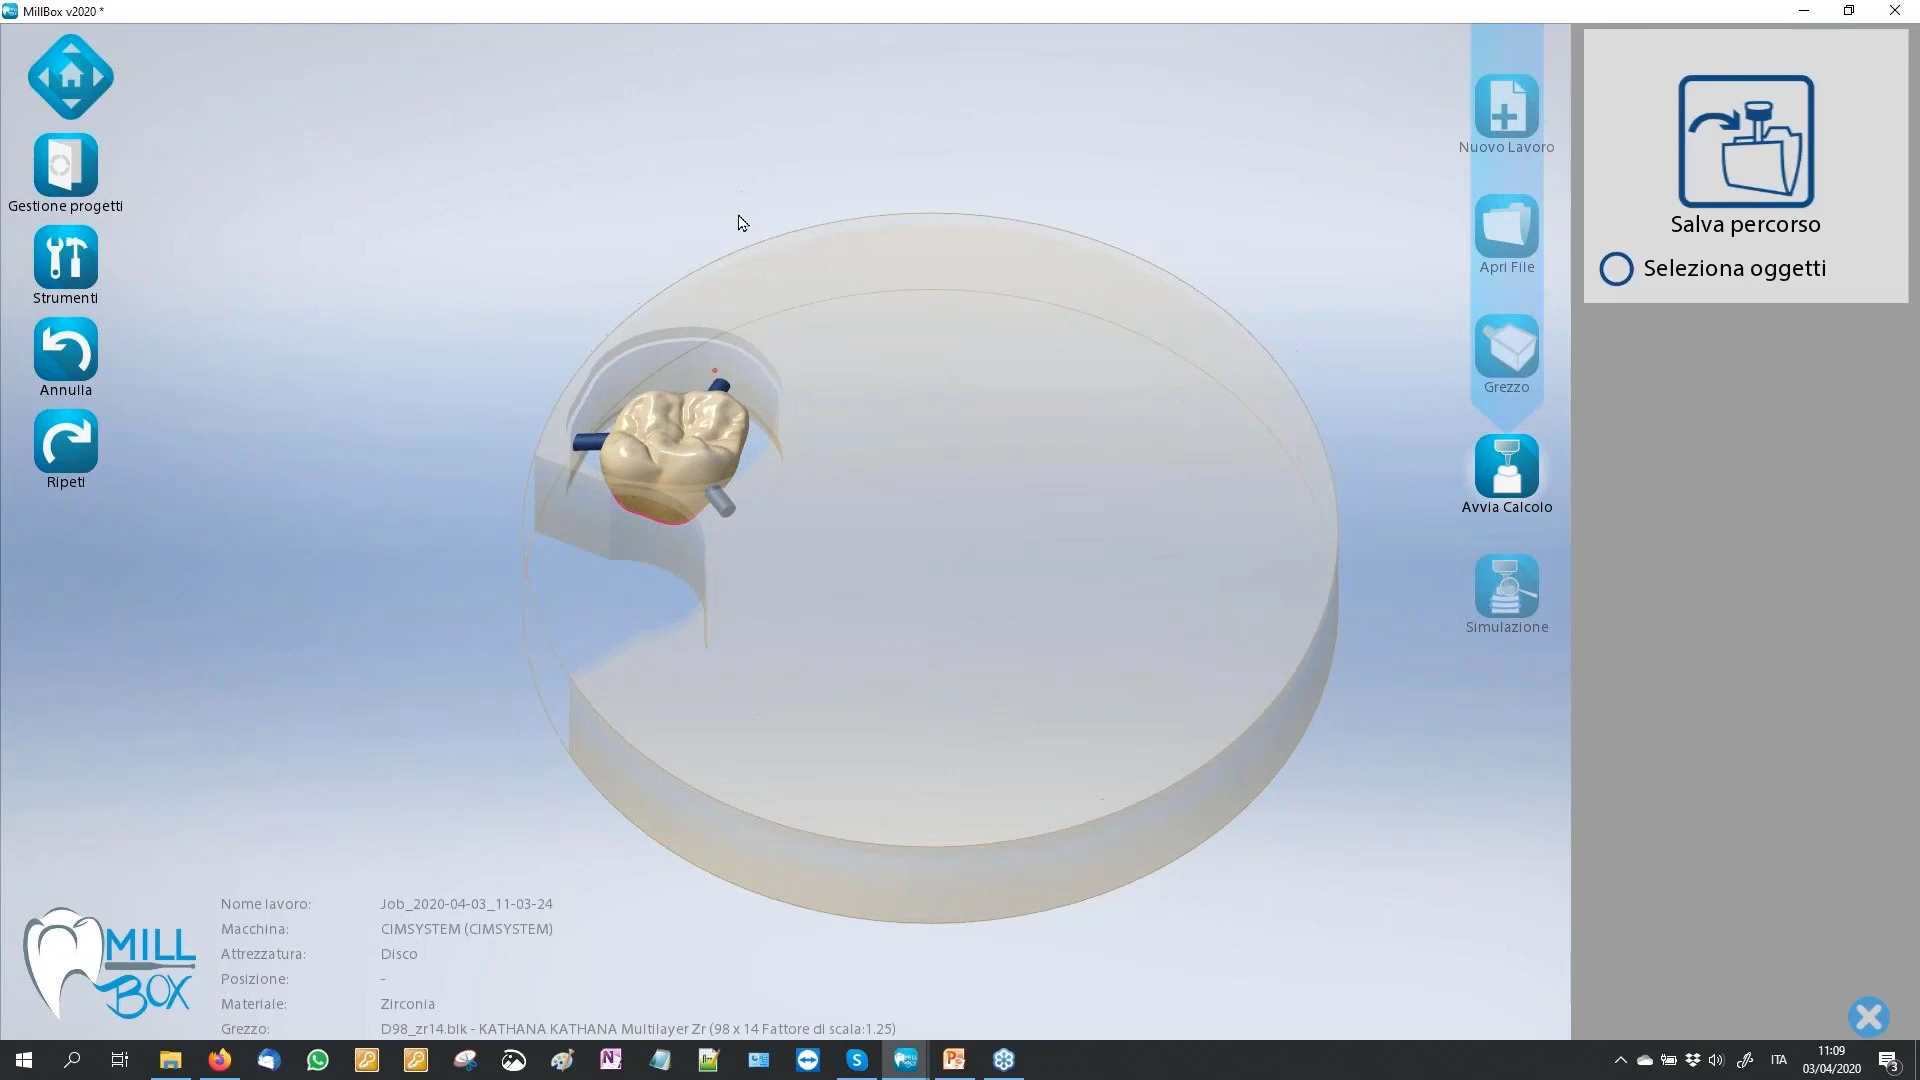 MillBox v2020 *
Gestione progetti
Strumenti
Annulla
Ripeti
Nuovo Lavoro
Apri File
Grezzo
Avvia Calcolo
Simulazione
Salva percorso
Seleziona oggetti
MILL
BOX
Nome lavoro: Job_2020-04-03_11-03-24
Macchina: CIMSYSTEM (CIMSYSTEM)
Attrezzatura: Disco
Posizione: -
Materiale: Zirconia
Grezzo: D98_zr14.blk - KATHANA KATHANA Multilayer Zr (98 x 14 Fattore di scala:1.25)
ITA
11:09
03/04/2020
3